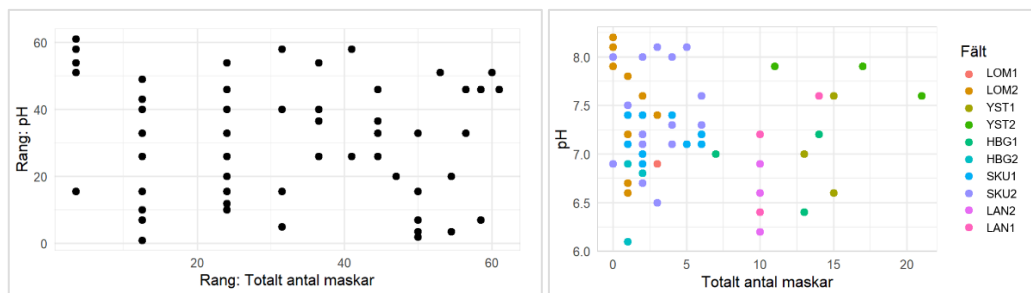 Rang: pH
60
40
20
0
20
40
60
Rang: Totalt antal maskar
pH
8.0
7.5
7.0
6.5
6.0
0
5
10
15
20
Totalt antal maskar
Fält
LOM1
LOM2
YST1
YST2
HBG1
HBG2
SKU1
SKU2
LAN2
LAN1